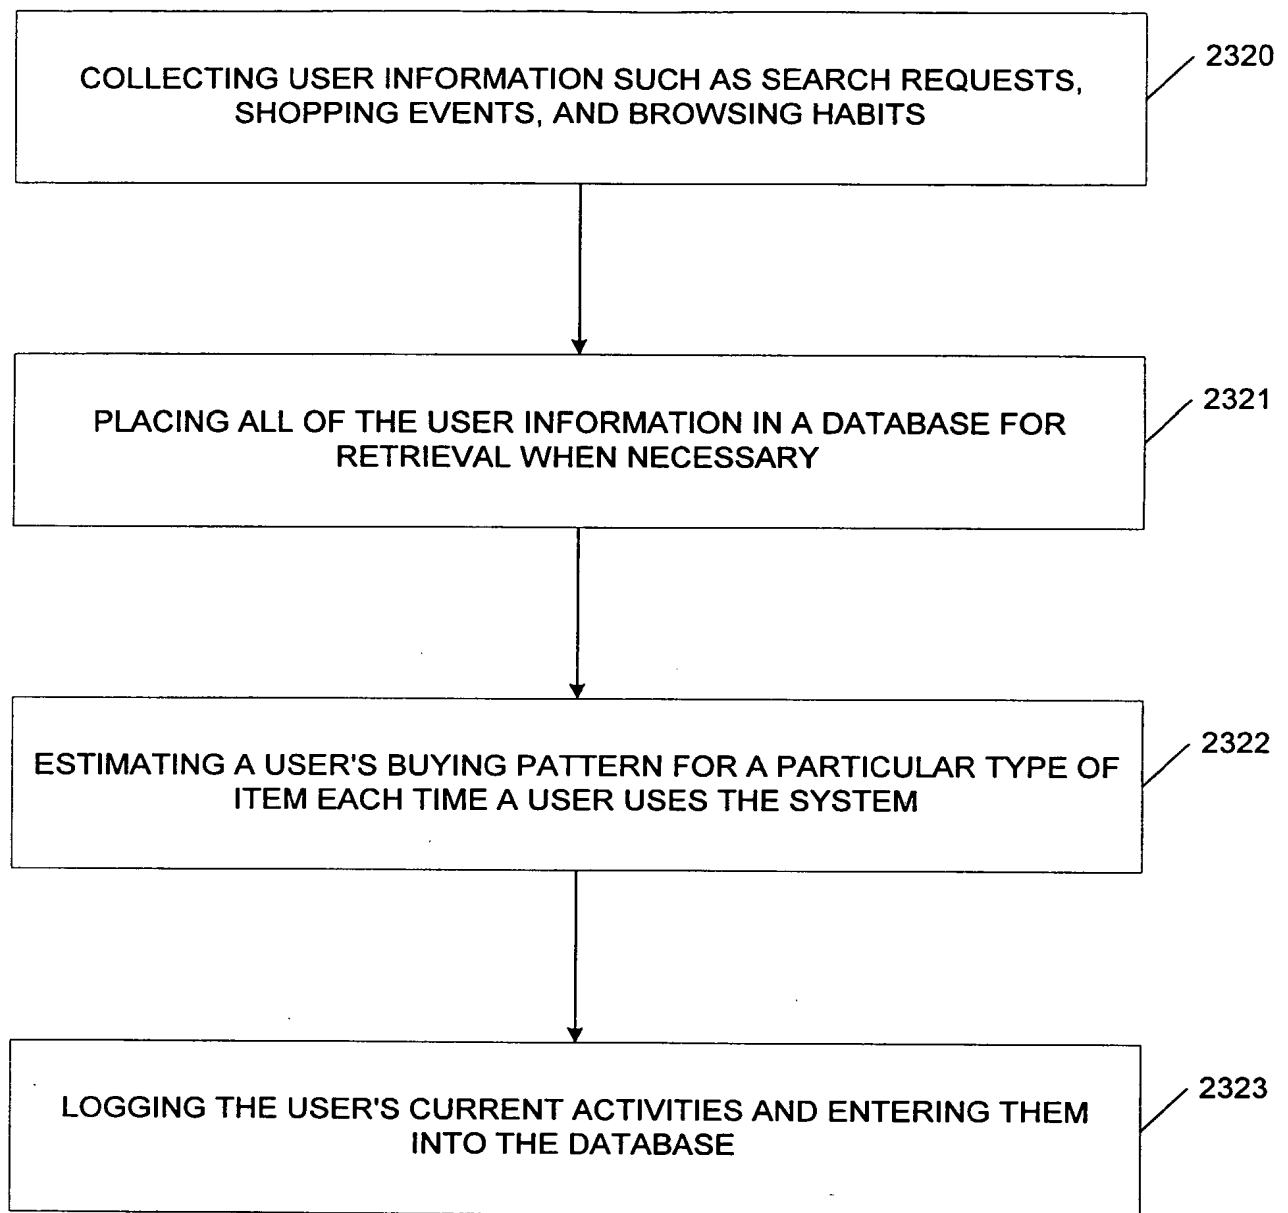 COLLECTING USER INFORMATION SUCH AS SEARCH REQUESTS,
SHOPPING EVENTS, AND BROWSING HABITS
2320
PLACING ALL OF THE USER INFORMATION IN A DATABASE FOR
RETRIEVAL WHEN NECESSARY
2321
ESTIMATING A USER'S BUYING PATTERN FOR A PARTICULAR TYPE OF
ITEM EACH TIME A USER USES THE SYSTEM
2322
LOGGING THE USER'S CURRENT ACTIVITIES AND ENTERING THEM
INTO THE DATABASE
2323